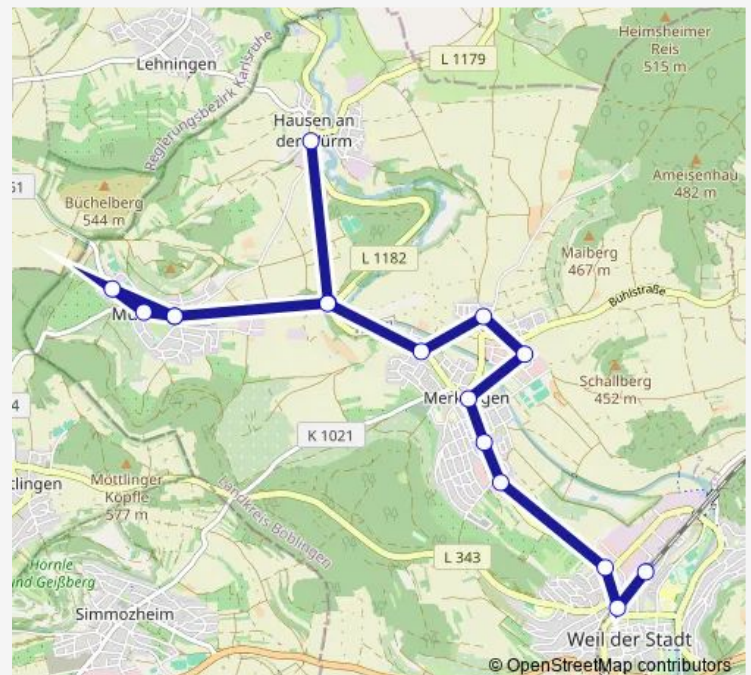 Heimsheimer
Reis
515 m
Lehningen
L 1179
Regierungsbezirk Karlsruhe
Hausen an
der Würm
Ameisenhau
482 m
Büchelberg
544 m
L 1182
Maiberg
467 m
Bühlstraße
Schallberg
452 m
4
K 1021
Möttlinger
Köpfle
577 m
Landkreis Böblingen
L 343
Simmozheim
Weil der Stadt
© OpenStreetMap contributors